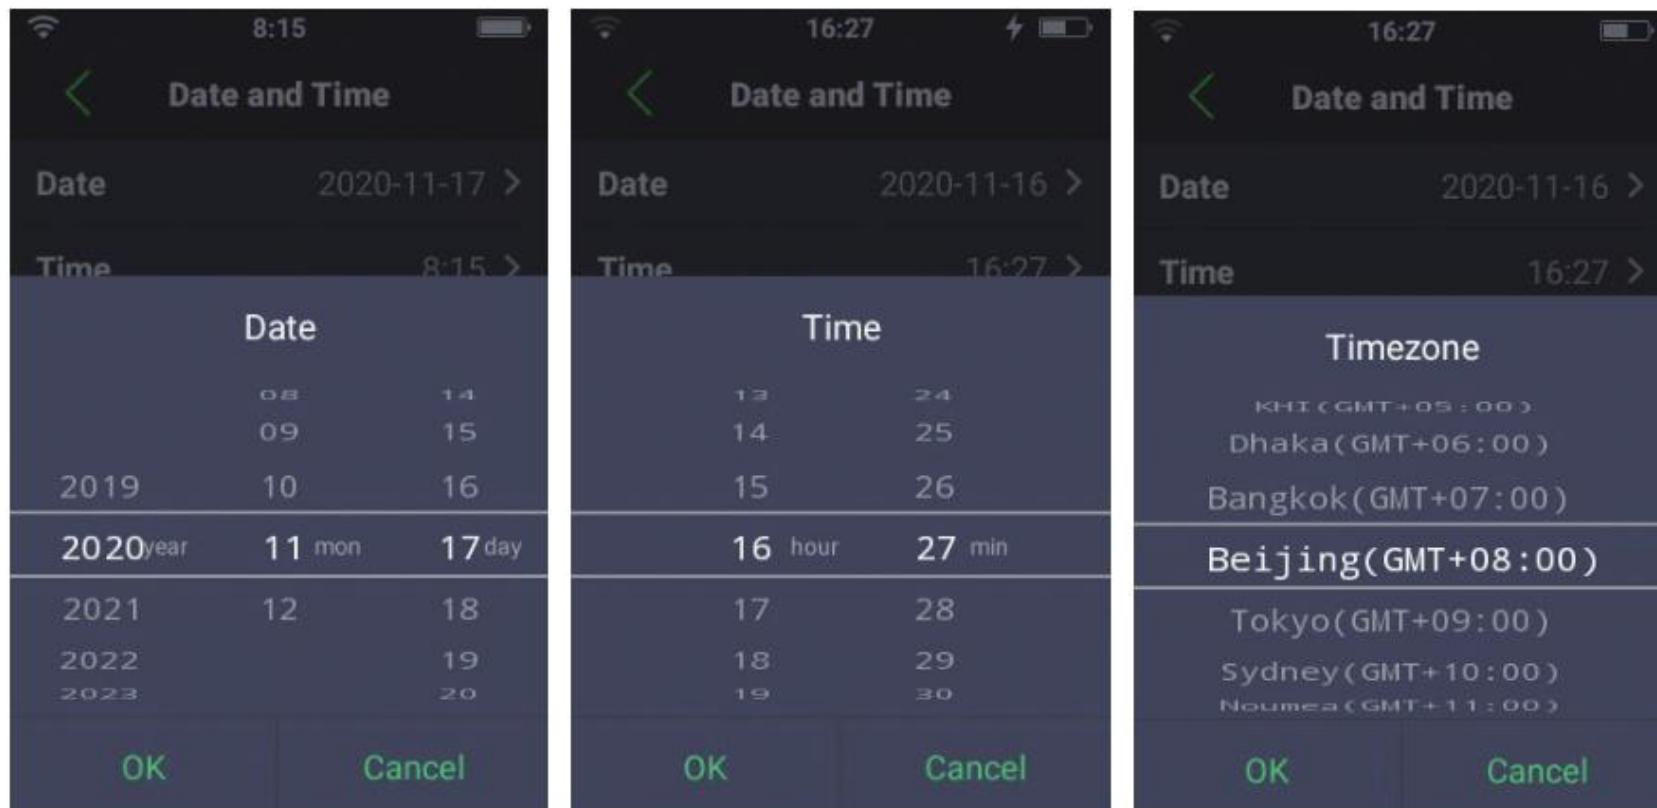 8:15
Date and Time
Date 2020-11-17 >
Time 8:15 >
Date
08 14
09 15
2019 10 16
2020 year 11 mon 17 day
2021 12 18
2022 19
2023 20
OK Cancel
16:27
Date and Time
Date 2020-11-16 >
Time 16:27 >
Time
13 24
14 25
15 26
16 hour 27 min
17 28
18 29
19 30
OK Cancel
16:27
Date and Time
Date 2020-11-16 >
Time 16:27 >
Timezone
KHI(GMT+05:00)
Dhaka(GMT+06:00)
Bangkok(GMT+07:00)
Beijing(GMT+08:00)
Tokyo(GMT+09:00)
Sydney(GMT+10:00)
Noumea(GMT+11:00)
OK Cancel